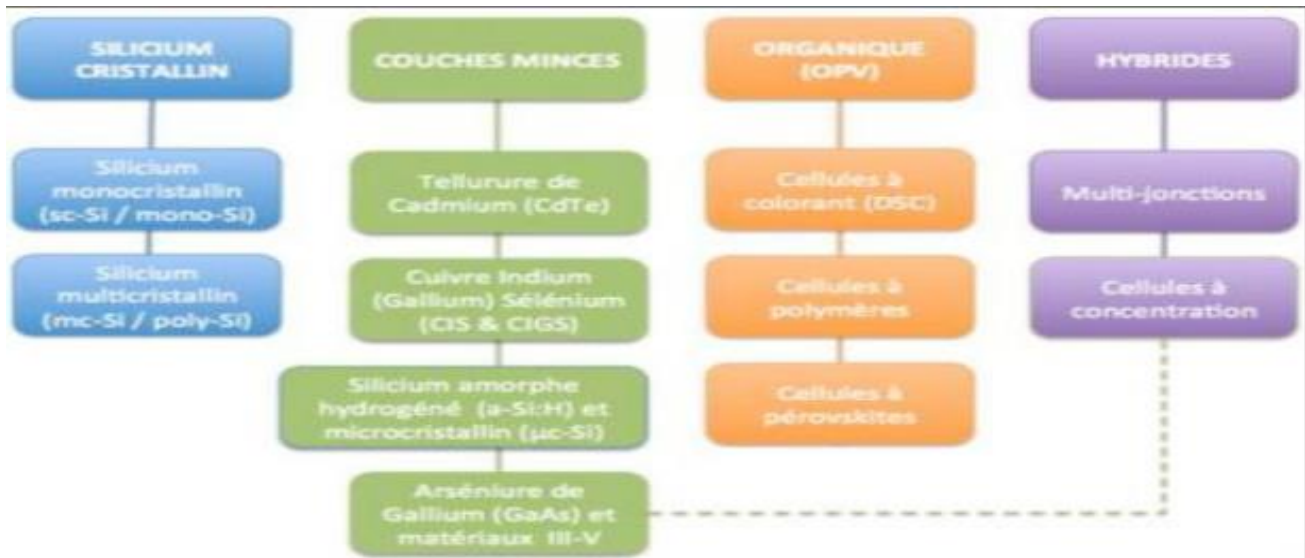 SILICIUM
CRISTALLIN
Silicium
monocristallin
(sc-Si / mono-Si)
Silicium
multicristallin
(mc-Si / poly-Si)
COUCHES MINCES
Tellurure de
Cadmium (CdTe)
Cuivre Indium
(Gallium) Sélénium
(CIS & CIGS)
Silicium amorphe
hydrogéné (a-Si:H) et
microcristallin (µc-Si)
Arséniure de
Gallium (GaAs) et
matériaux III-V
ORGANIQUE
(OPV)
Cellules à
colorant (DSC)
Cellules à
polymères
Cellules à
pérovskites
HYBRIDES
Multi-jonctions
Cellules à
concentration